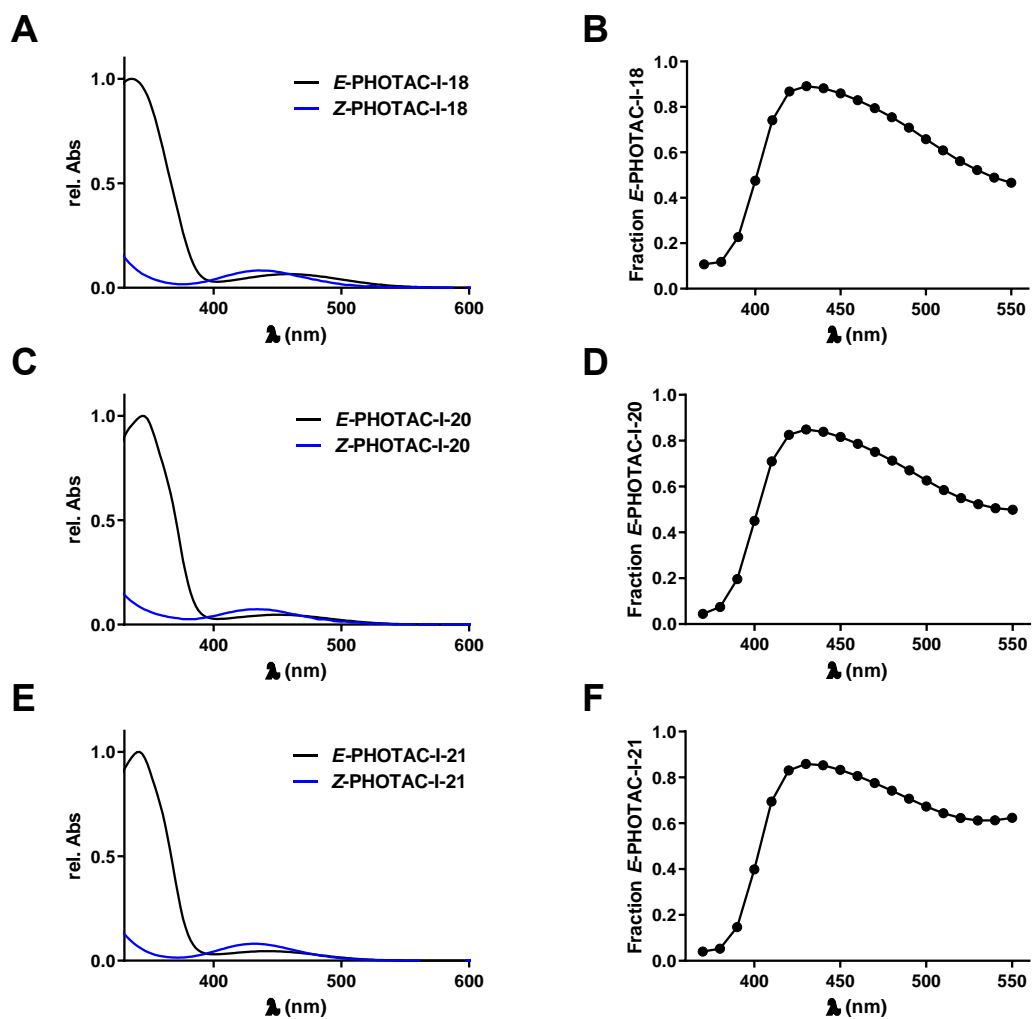 A
1.0
0.5
0.0
rel. Abs
E-PHOTAC-I-18
Z-PHOTAC-I-18
400
500
600
λ (nm)
B
1.0
0.8
0.6
0.4
0.2
0.0
Fraction E-PHOTAC-I-18
400
450
500
550
λ (nm)
C
1.0
0.5
0.0
rel. Abs
E-PHOTAC-I-20
Z-PHOTAC-I-20
400
500
600
λ (nm)
D
1.0
0.8
0.6
0.4
0.2
0.0
Fraction E-PHOTAC-I-20
400
450
500
550
λ (nm)
E
1.0
0.5
0.0
rel. Abs
E-PHOTAC-I-21
Z-PHOTAC-I-21
400
500
600
λ (nm)
F
1.0
0.8
0.6
0.4
0.2
0.0
Fraction E-PHOTAC-I-21
400
450
500
550
λ (nm)